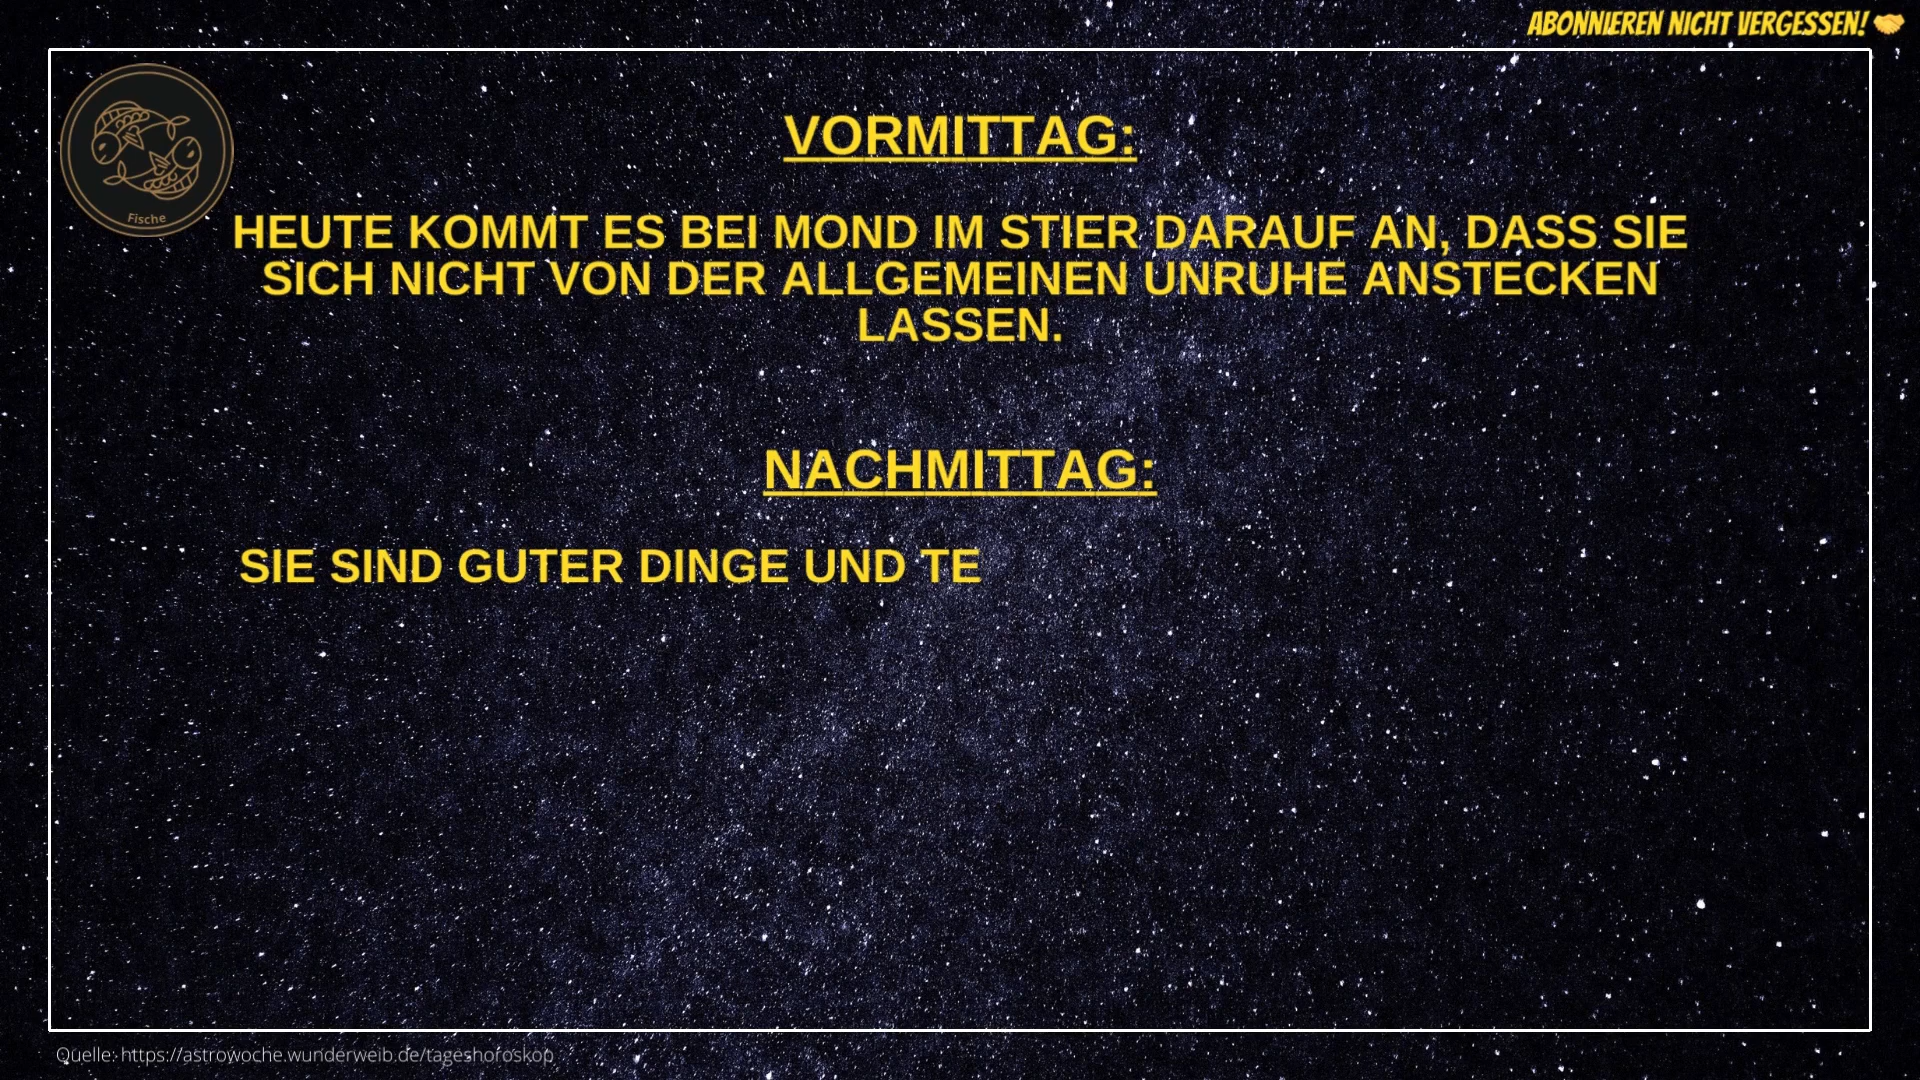 ABONNIEREN NICHT VERGESSEN!
Fische
VORMITTAG:
HEUTE KOMMT ES BEI MOND IM STIER DARAUF AN, DASS SIE
SICH NICHT VON DER ALLGEMEINEN UNRUHE ANSTECKEN
LASSEN.
NACHMITTAG:
SIE SIND GUTER DINGE UND TE
Quelle: https://astrowoche.wunderweib.de/tageshoroskop